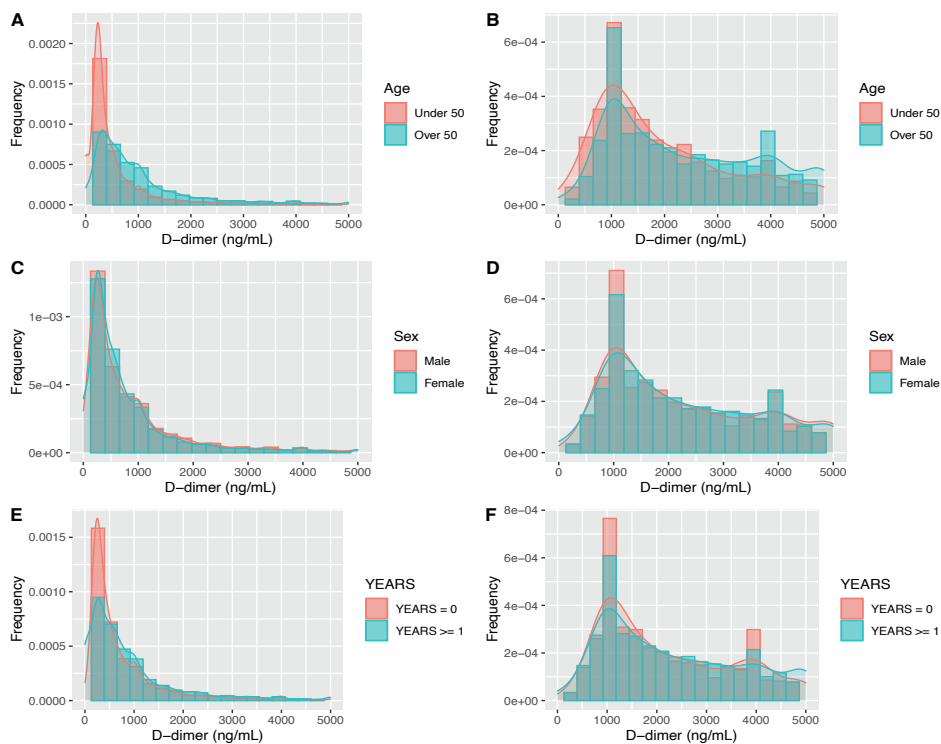 A
Frequency
0.0020
0.0015
0.0010
0.0005
0.0000
0 1000 2000 3000 4000 5000
D−dimer (ng/mL)
Age
Under 50
Over 50
B
Frequency
6e−04
4e−04
2e−04
0e+00
0 1000 2000 3000 4000 5000
D−dimer (ng/mL)
Age
Under 50
Over 50
C
Frequency
1e−03
5e−04
0e+00
0 1000 2000 3000 4000 5000
D−dimer (ng/mL)
Sex
Male
Female
D
Frequency
6e−04
4e−04
2e−04
0e+00
0 1000 2000 3000 4000 5000
D−dimer (ng/mL)
Sex
Male
Female
E
Frequency
0.0015
0.0010
0.0005
0.0000
0 1000 2000 3000 4000 5000
D−dimer (ng/mL)
YEARS
YEARS = 0
YEARS >= 1
F
Frequency
8e−04
6e−04
4e−04
2e−04
0e+00
0 1000 2000 3000 4000 5000
D−dimer (ng/mL)
YEARS
YEARS = 0
YEARS >= 1